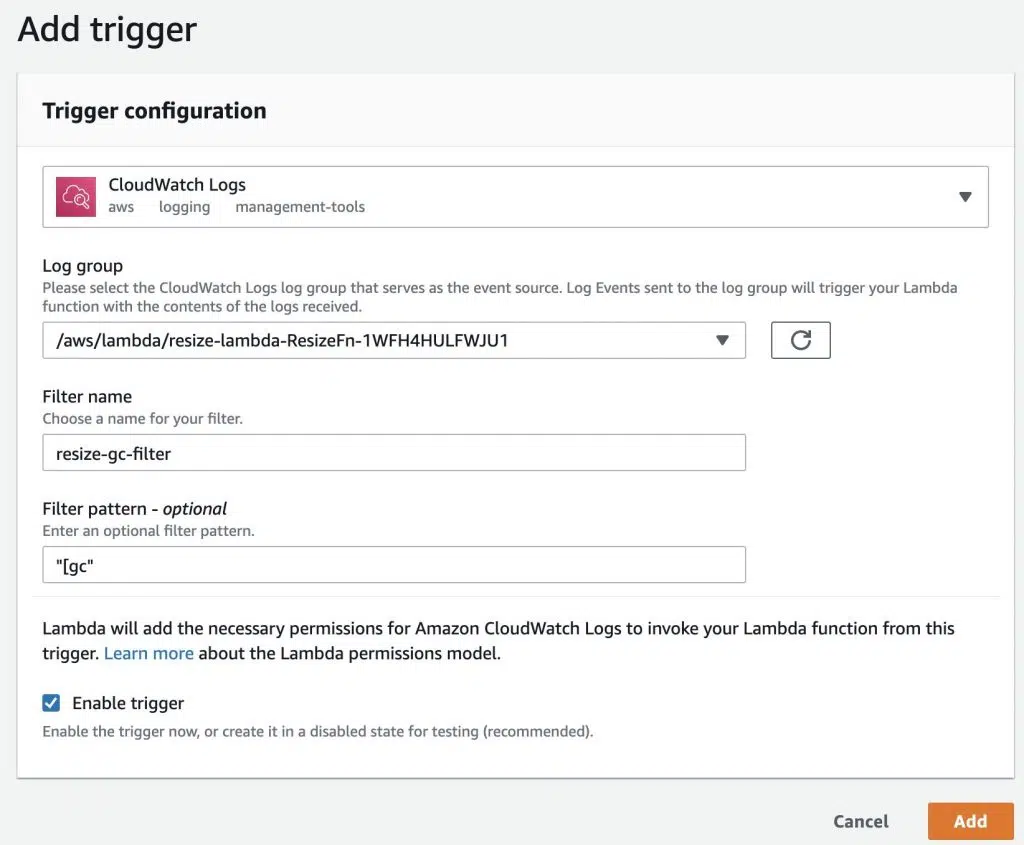 Add trigger
Trigger configuration
CloudWatch Logs
aws logging management-tools
Log group
Please select the CloudWatch Logs log group that serves as the event source. Log Events sent to the log group will trigger your Lambda
function with the contents of the logs received.
/aws/lambda/resize-lambda-ResizeFn-1WFH4HULFWJU1
Filter name
Choose a name for your filter.
resize-gc-filter
Filter pattern - optional
Enter an optional filter pattern.
"[gc"
Lambda will add the necessary permissions for Amazon CloudWatch Logs to invoke your Lambda function from this
trigger. Learn more about the Lambda permissions model.
Enable trigger
Enable the trigger now, or create it in a disabled state for testing (recommended).
Cancel Add